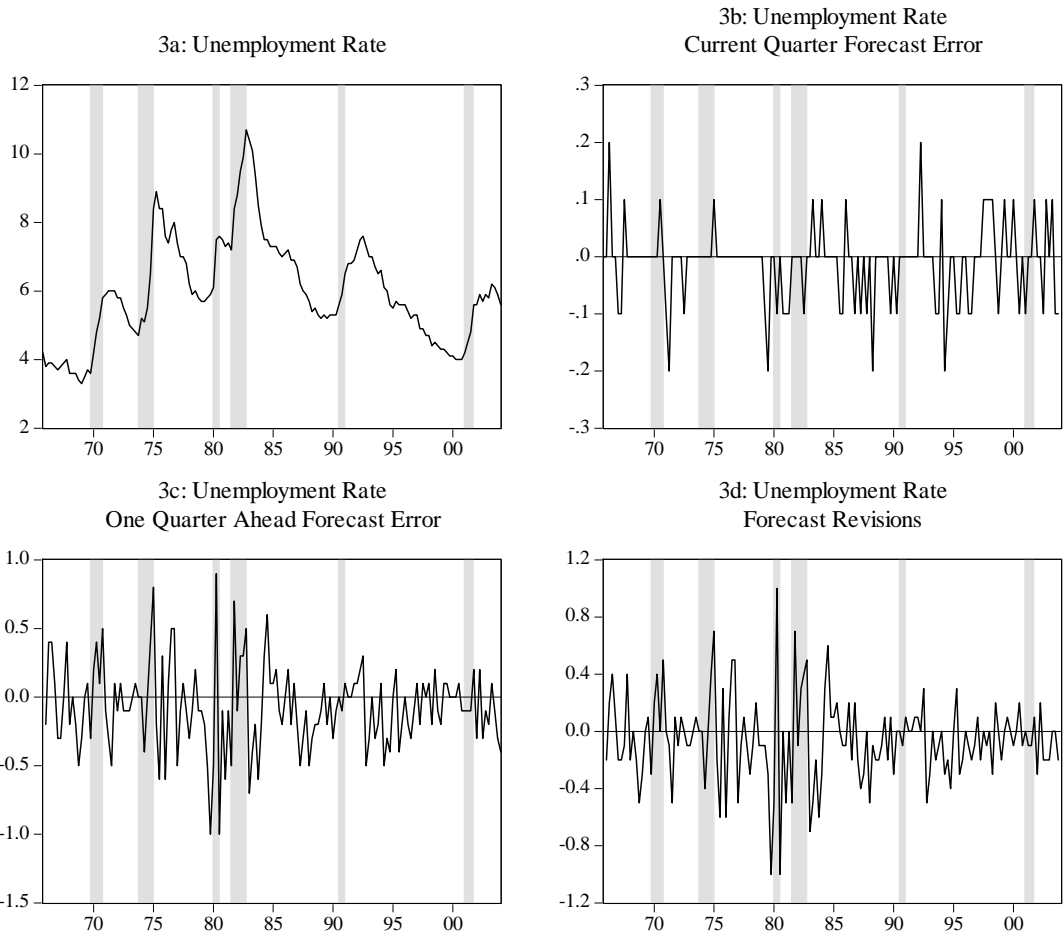 3a: Unemployment Rate
12
10
8
6
4
2
70 75 80 85 90 95 00
3b: Unemployment Rate
Current Quarter Forecast Error
.3
.2
.1
.0
-.1
-.2
-.3
70 75 80 85 90 95 00
3c: Unemployment Rate
One Quarter Ahead Forecast Error
1.0
0.5
0.0
-0.5
-1.0
-1.5
70 75 80 85 90 95 00
3d: Unemployment Rate
Forecast Revisions
1.2
0.8
0.4
0.0
-0.4
-0.8
-1.2
70 75 80 85 90 95 00